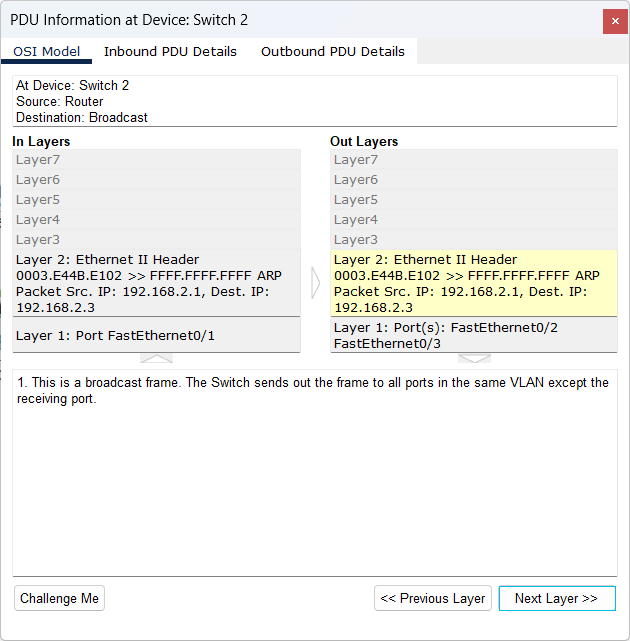 PDU Information at Device: Switch 2
OSI Model Inbound PDU Details Outbound PDU Details
At Device: Switch 2
Source: Router
Destination: Broadcast
In Layers
Layer7
Layer6
Layer5
Layer4
Layer3
Layer 2: Ethernet II Header
0003.E44B.E102 >> FFFF.FFFF.FFFF ARP
Packet Src. IP: 192.168.2.1, Dest. IP:
192.168.2.3
Layer 1: Port FastEthernet0/1
Out Layers
Layer7
Layer6
Layer5
Layer4
Layer3
Layer 2: Ethernet II Header
0003.E44B.E102 >> FFFF.FFFF.FFFF ARP
Packet Src. IP: 192.168.2.1, Dest. IP:
192.168.2.3
Layer 1: Port(s): FastEthernet0/2
FastEthernet0/3
1. This is a broadcast frame. The Switch sends out the frame to all ports in the same VLAN except the
receiving port.
Challenge Me << Previous Layer Next Layer >>